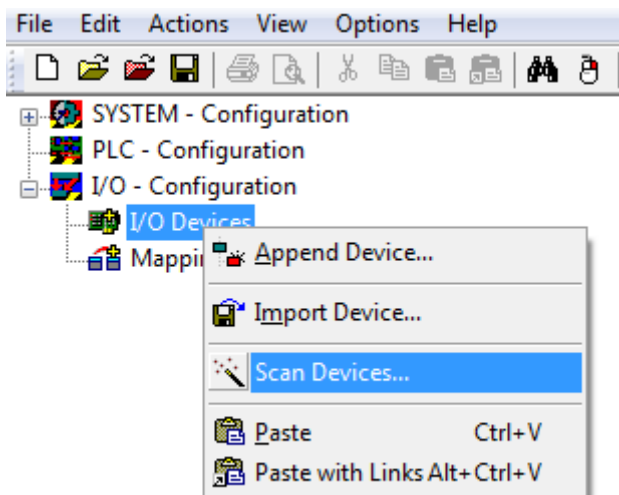 File Edit Actions View Options Help
SYSTEM - Configuration
PLC - Configuration
I/O - Configuration
I/O Devices
Append Device...
Import Device...
Scan Devices...
Paste Ctrl+V
Paste with Links Alt+Ctrl+V